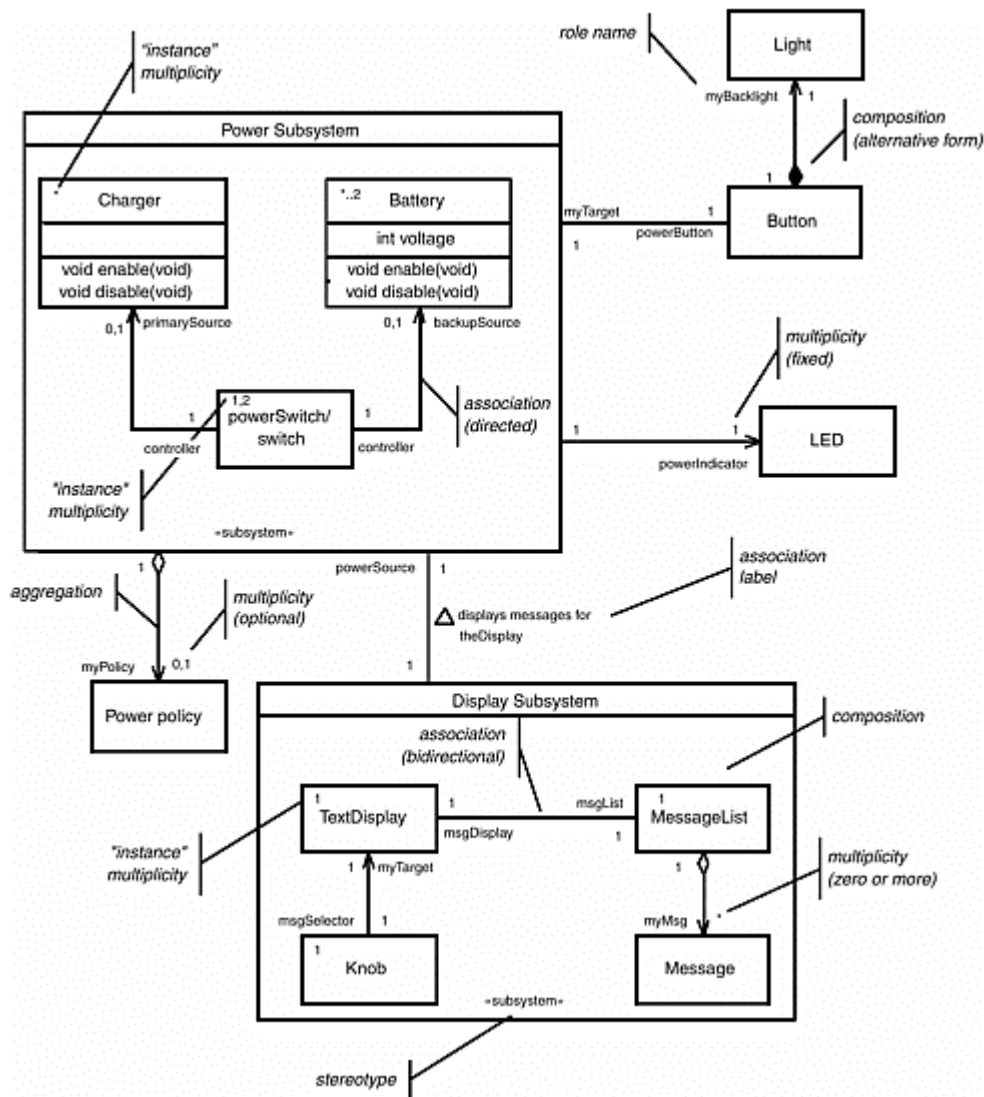 role name
Light
"instance"
multiplicity
myBacklight
1
composition
(alternative form)
Power Subsystem
Charger
*..2
Battery
1
Button
myTarget
1
powerButton
1
int voltage
void enable(void)
void disable(void)
void enable(void)
void disable(void)
0,1
primarySource
0,1
backupSource
multiplicity
(fixed)
1,2
powerSwitch/
switch
1
1
controller
controller
association
(directed)
1
1
LED
powerIndicator
"instance"
multiplicity
«subsystem»
1
powerSource
1
association
label
aggregation
multiplicity
(optional)
displays messages for
theDisplay
myPolicy
0,1
1
Power policy
Display Subsystem
association
(bidirectional)
composition
1
TextDisplay
1
msgDisplay
msgList
1
1
MessageList
"instance"
multiplicity
1
myTarget
1
multiplicity
(zero or more)
msgSelector
1
myMsg
1
Knob
Message
«subsystem»
stereotype